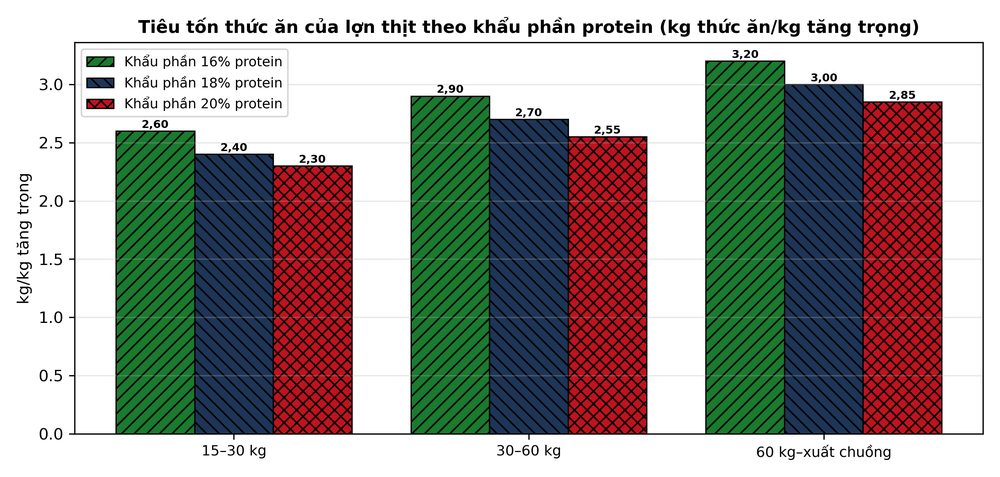 Tiêu tốn thức ăn của lợn thịt theo khẩu phần protein (kg thức ăn/kg tăng trọng)
Khẩu phần 16% protein
Khẩu phần 18% protein
Khẩu phần 20% protein
kg/kg tăng trọng
3.0
2.5
2.0
1.5
1.0
0.5
0.0
2,60
2,40
2,30
2,90
2,70
2,55
3,20
3,00
2,85
15–30 kg
30–60 kg
60 kg–xuất chuồng